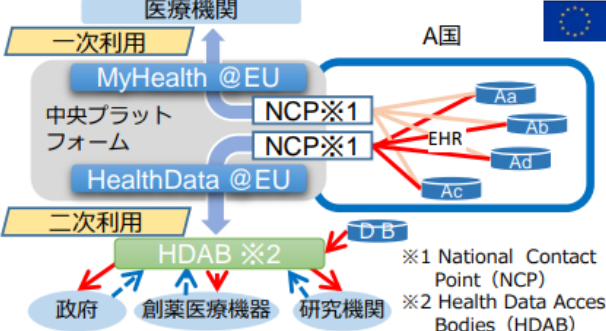 医療機関
一次利用
A国
MyHealth @EU
中央プラット
フォーム
NCP※1
NCP※1
HealthData @EU
Aa
Ab
EHR
Ad
Ac
二次利用
HDAB ※2
DB
政府
創薬医療機器
研究機関
※1 National Contact
Point（NCP）
※2 Health Data Acces
Bodies（HDAB）